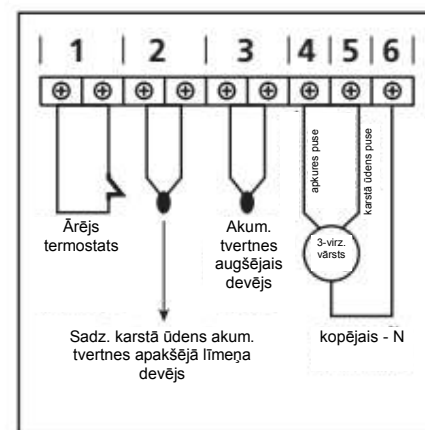 1 2 3 4 5 6
apkures puse
karstā ūdens puse
Ārējs
termostats
Akum.
tvertnes
augšējais
devējs
3-virz.
vārsts
Sadz. karstā ūdens akum.
tvertnes apakšējā līmeņa
devējs
kopējais - N